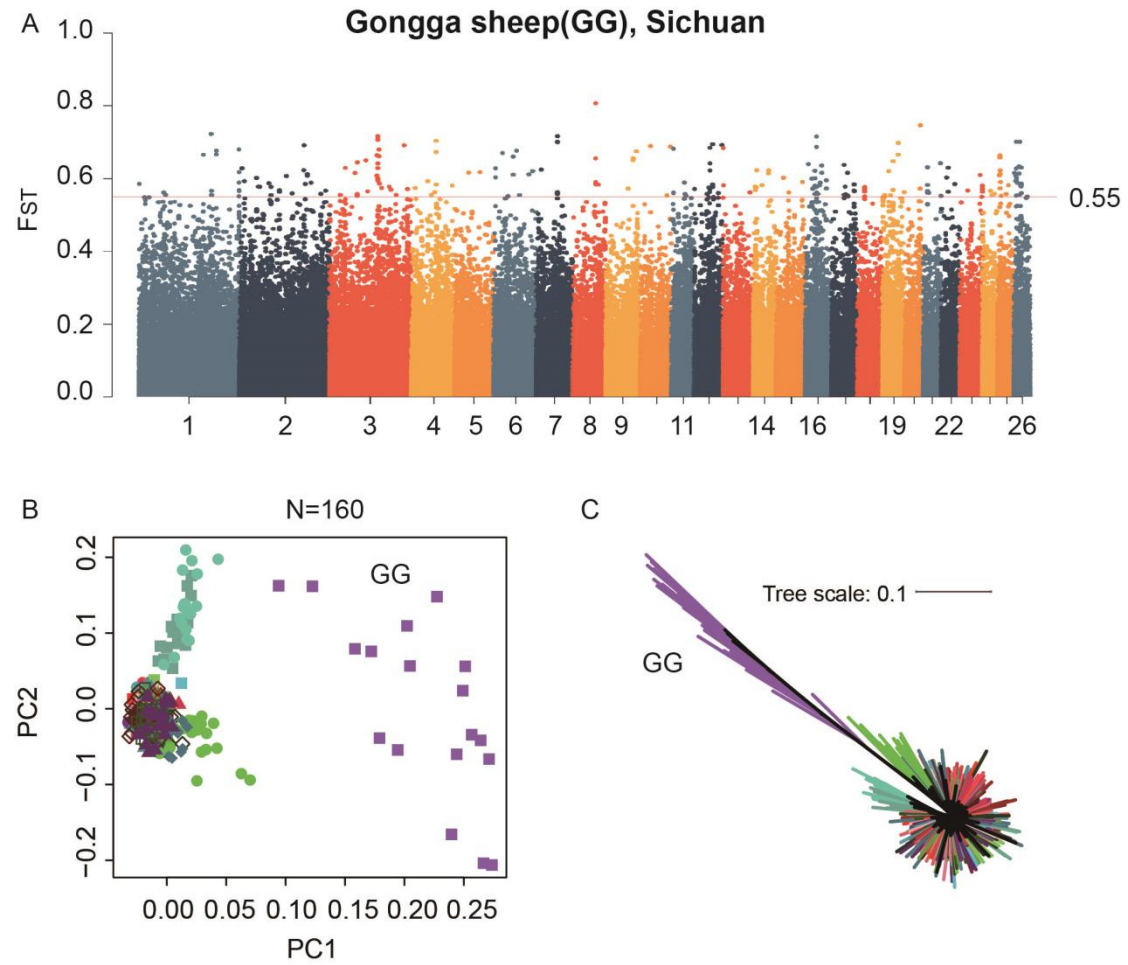 A
Gongga sheep(GG), Sichuan
1.0
0.8
0.6
0.4
0.2
0.0
FST
0.55
1 2 3 4 5 6 7 8 9 11 14 16 19 22 26
B
N=160
GG
0.2
0.1
0.0
−0.1
−0.2
PC2
0.00 0.05 0.10 0.15 0.20 0.25
PC1
C
Tree scale: 0.1
GG